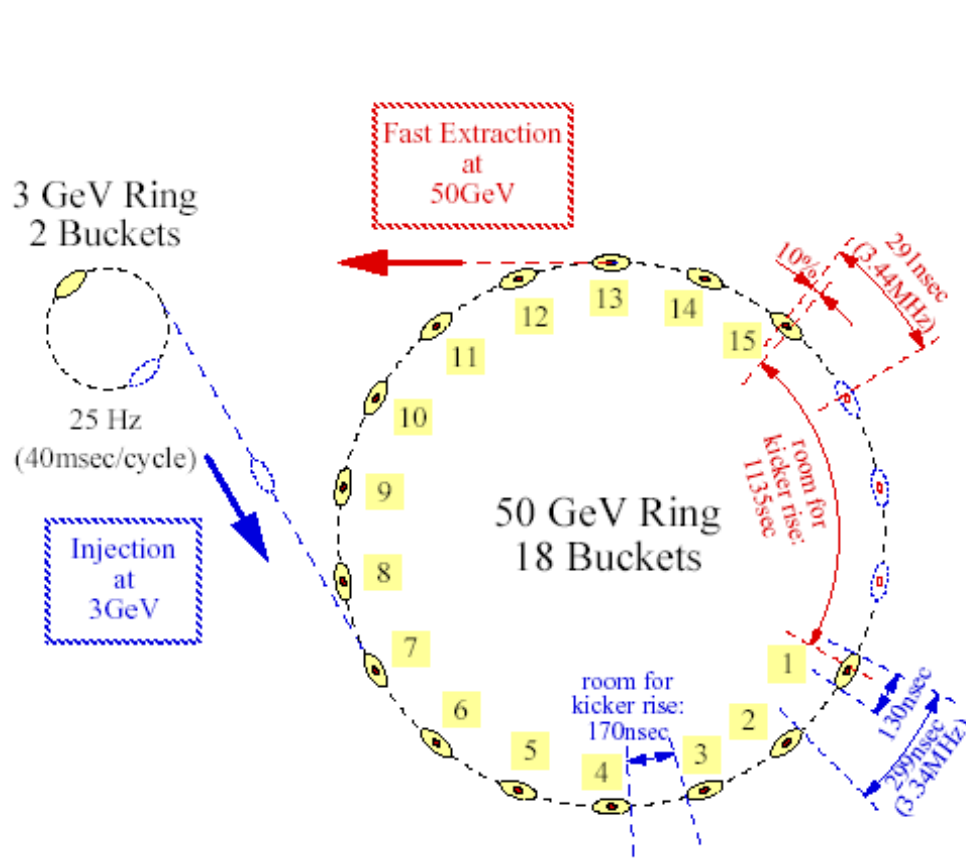 Fast Extraction
at
50GeV
3 GeV Ring
2 Buckets
25 Hz
(40msec/cycle)
Injection
at
3GeV
50 GeV Ring
18 Buckets
10%
291nsec
(3.44MHz)
room for
kicker rise:
1135sec
room for
kicker rise:
170nsec
130nsec
299nsec
(3.34MHz)
1
2
3
4
5
6
7
8
9
10
11
12
13
14
15